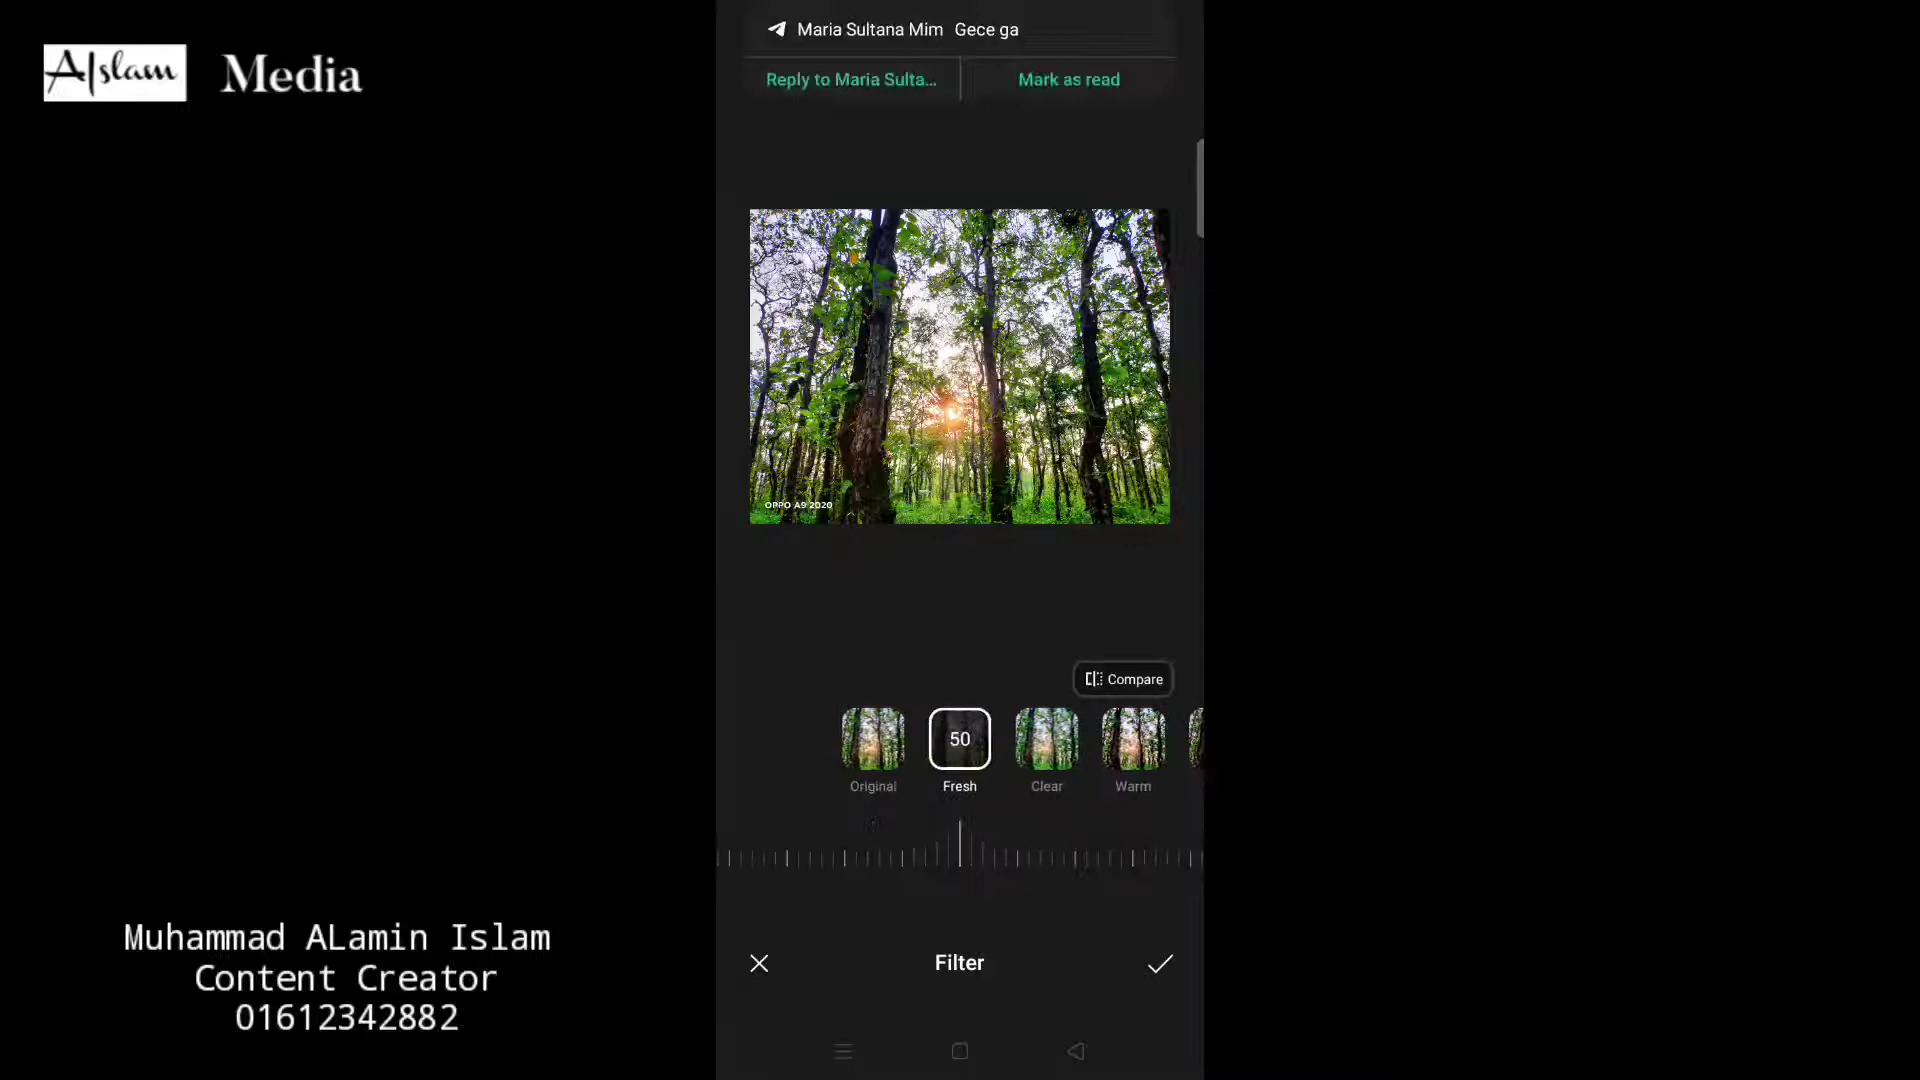 AIslam Media
Maria Sultana Mim Gece ga
Reply to Maria Sulta... Mark as read
OPPO A9 2020
Compare
50
Original Fresh Clear Warm
Muhammad ALamin Islam
Content Creator
01612342882
Filter